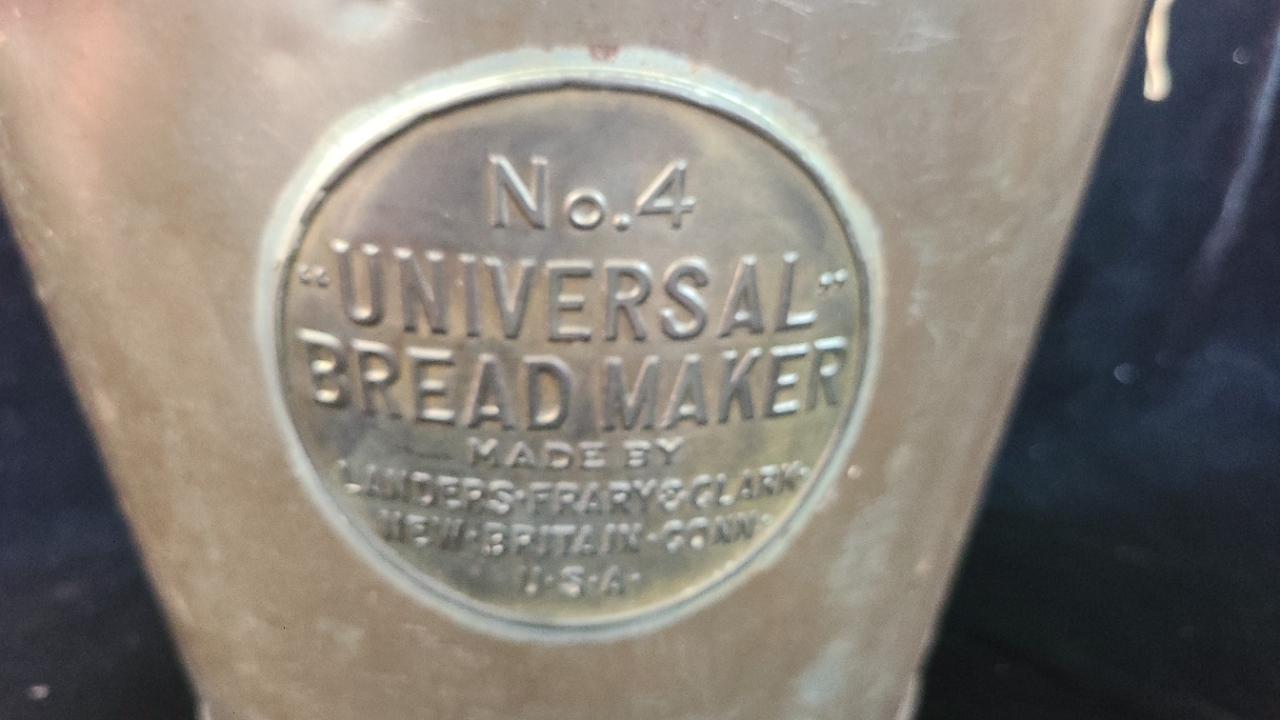 No.4
"UNIVERSAL"
BREAD MAKER
MADE BY
LANDERS·FRARY&CLARK·
NEW·BRITAIN·CONN·
U·S·A·